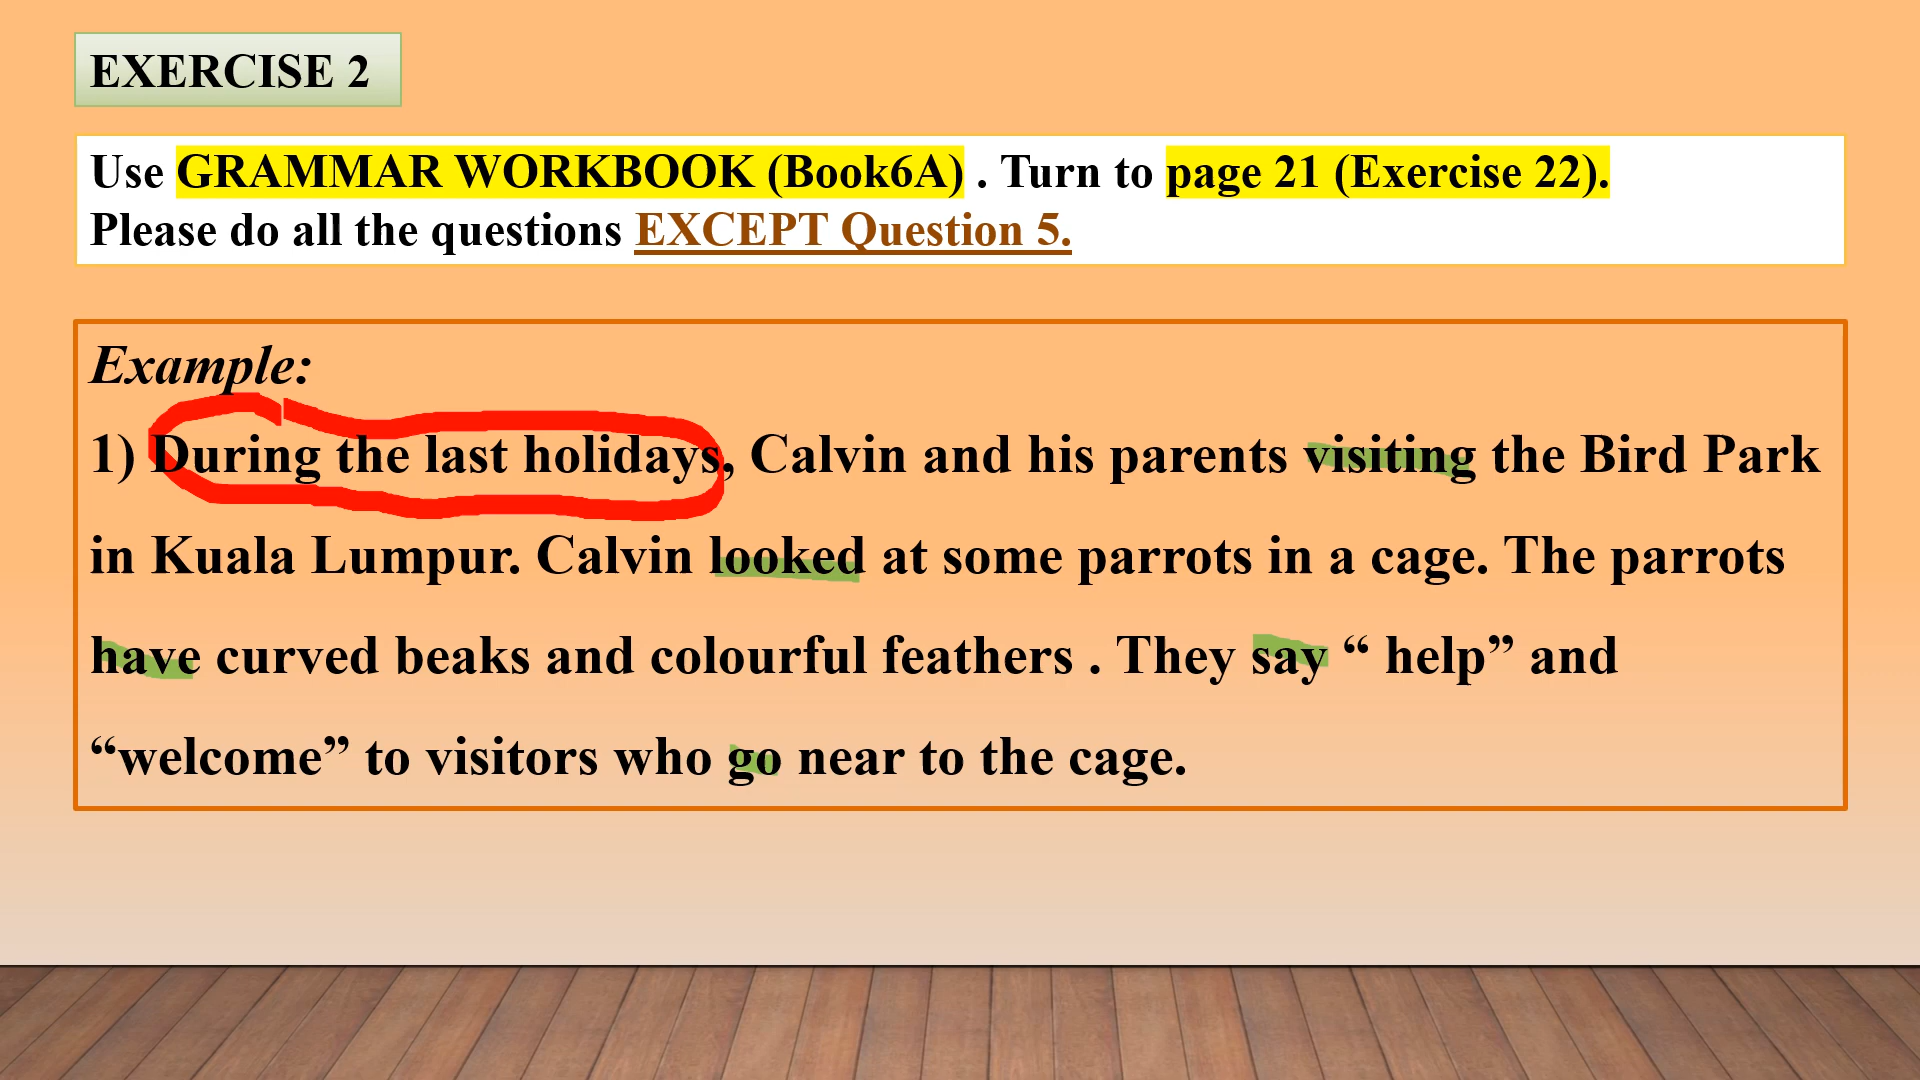 EXERCISE 2
Use GRAMMAR WORKBOOK (Book6A) . Turn to page 21 (Exercise 22).
Please do all the questions EXCEPT Question 5.
Example:
1) During the last holidays, Calvin and his parents visiting the Bird Park
in Kuala Lumpur. Calvin looked at some parrots in a cage. The parrots
have curved beaks and colourful feathers . They say “ help” and
“welcome” to visitors who go near to the cage.